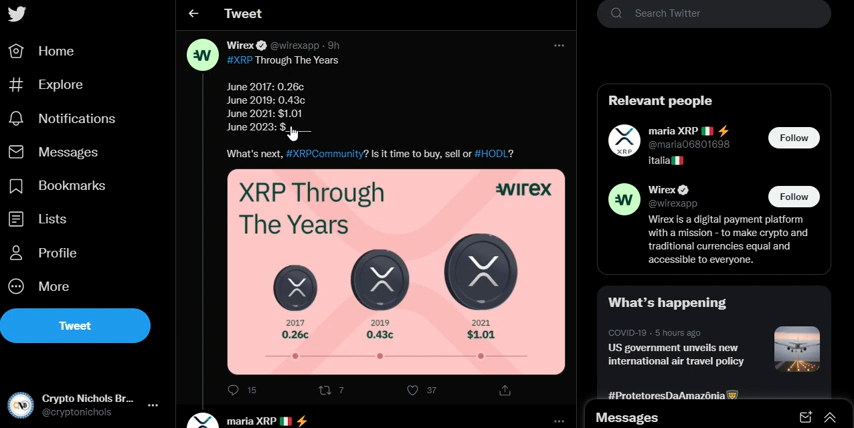 Home
Explore
Notifications
Messages
Bookmarks
Lists
Profile
More
Tweet
Crypto Nichols Br...
@cryptonichols
Tweet
Wirex @wirexapp · 9h
#XRP Through The Years
June 2017: 0.26c
June 2019: 0.43c
June 2021: $1.01
June 2023: $_____
What's next, #XRPCommunity? Is it time to buy, sell or #HODL?
XRP Through
The Years
wirex
2017
0.26c
2019
0.43c
2021
$1.01
15
7
37
maria XRP
Search Twitter
Relevant people
maria XRP
@maria06801698
italia
XRP
Follow
Wirex
@wirexapp
Follow
Wirex is a digital payment platform
with a mission - to make crypto and
traditional currencies equal and
accessible to everyone.
What's happening
COVID-19 · 5 hours ago
US government unveils new
international air travel policy
#ProtetoresDaAmazônia
Messages